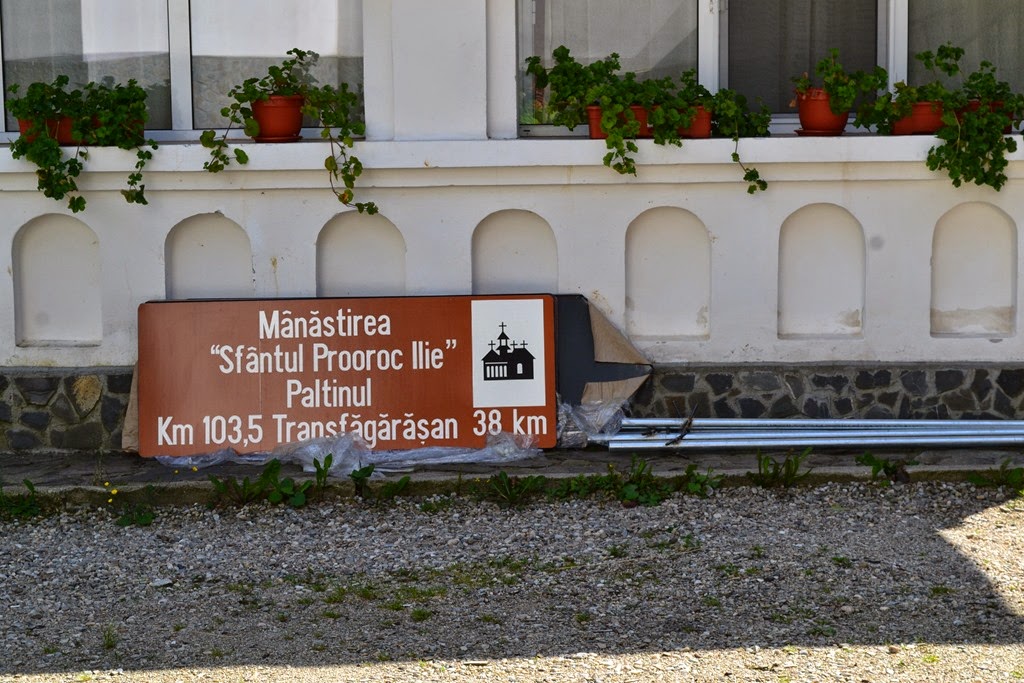 Mânăstirea
“Sfântul Prooroc Ilie”
Paltinul
Km 103,5 Transfăgărășan 38 km